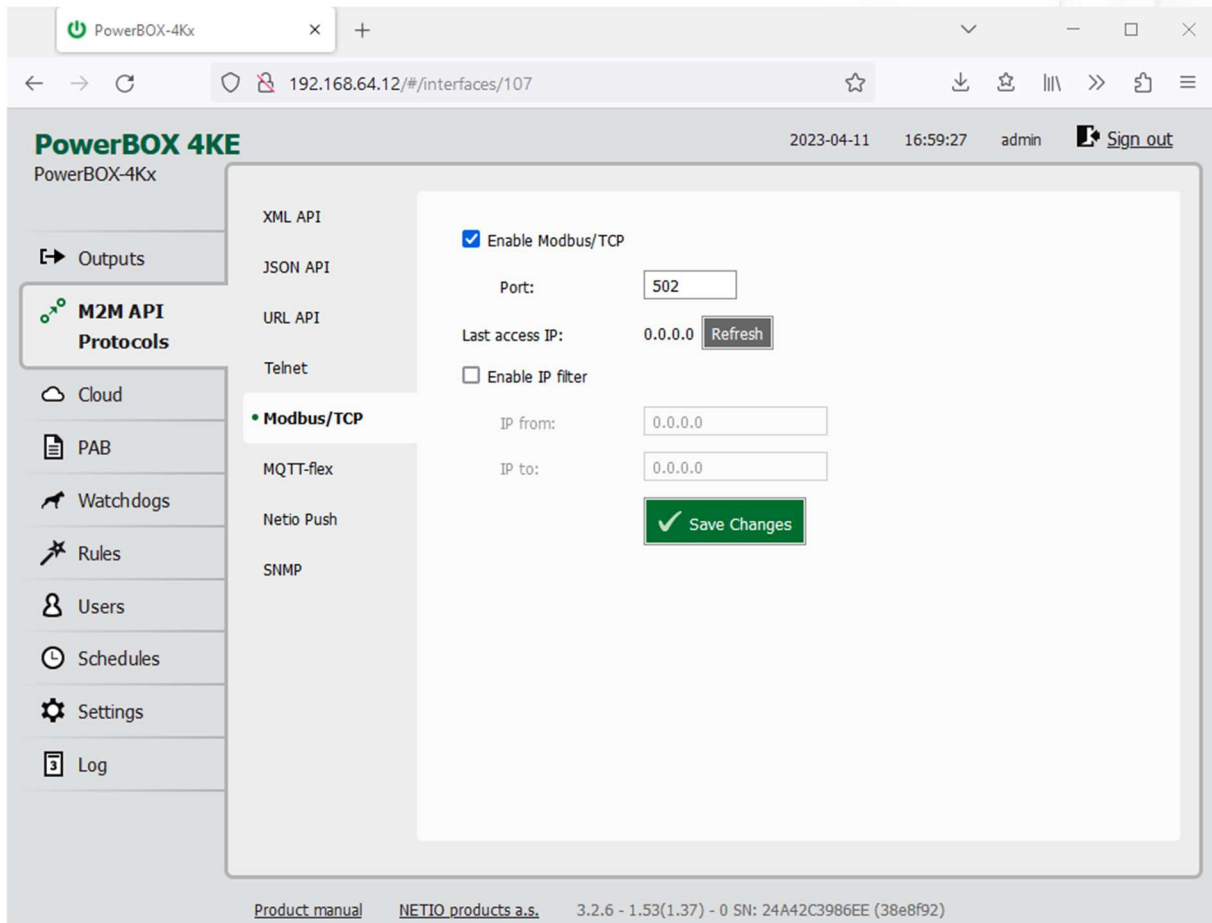 PowerBOX-4Kx
192.168.64.12/#/interfaces/107
PowerBOX 4KE
PowerBOX-4Kx
2023-04-11 16:59:27 admin Sign out
Outputs
M2M API
Protocols
Cloud
PAB
Watchdogs
Rules
Users
Schedules
3 Log
Settings
XML API
JSON API
URL API
Telnet
Modbus/TCP
MQTT-flex
Netio Push
SNMP
Enable Modbus/TCP
Port: 502
Last access IP: 0.0.0.0 Refresh
Enable IP filter
IP from: 0.0.0.0
IP to: 0.0.0.0
Save Changes
Product manual NETIO products a.s. 3.2.6 - 1.53(1.37) - 0 SN: 24A42C3986EE (38e8f92)